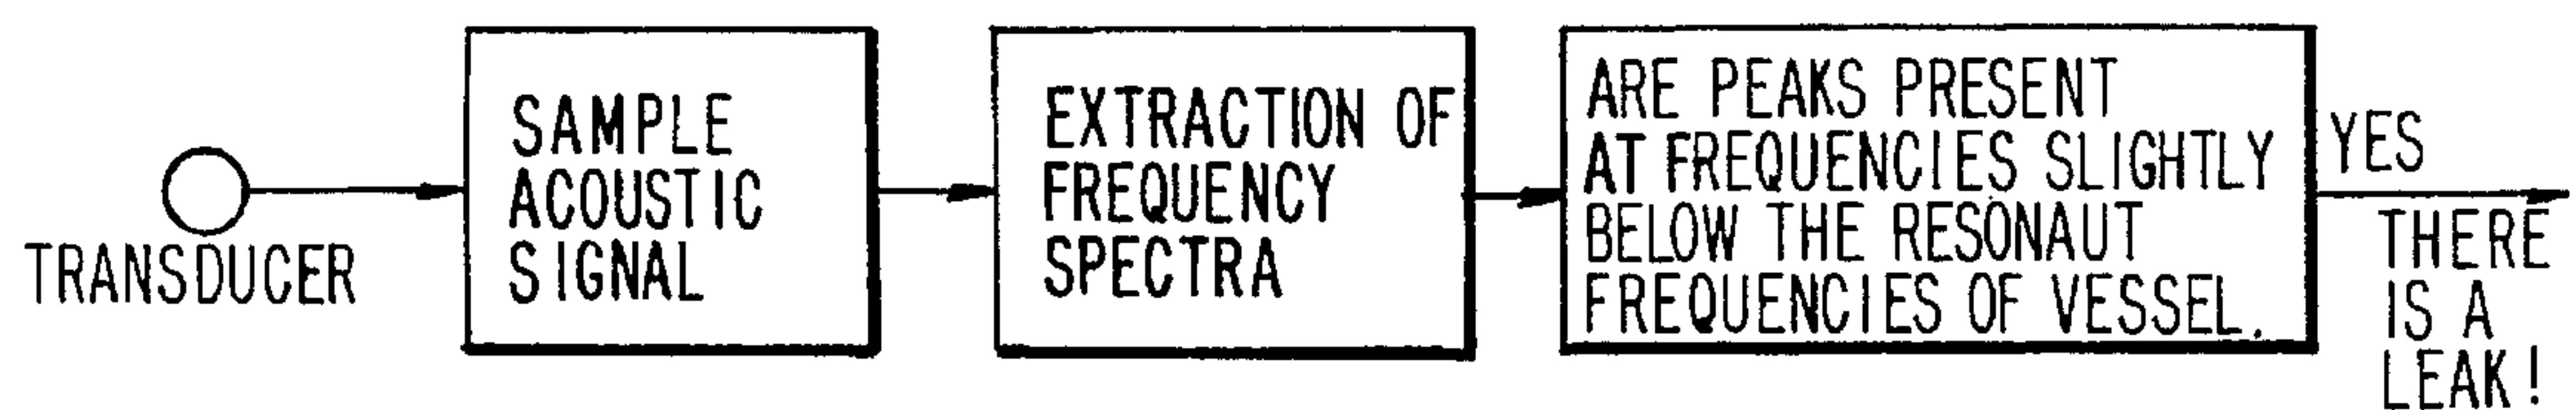 TRANSDUCER
SAMPLE
ACOUSTIC
SIGNAL
EXTRACTION OF
FREQUENCY
SPECTRA
ARE PEAKS PRESENT
AT FREQUENCIES SLIGHTLY
BELOW THE RESONAUT
FREQUENCIES OF VESSEL.
YES
THERE
IS A
LEAK!